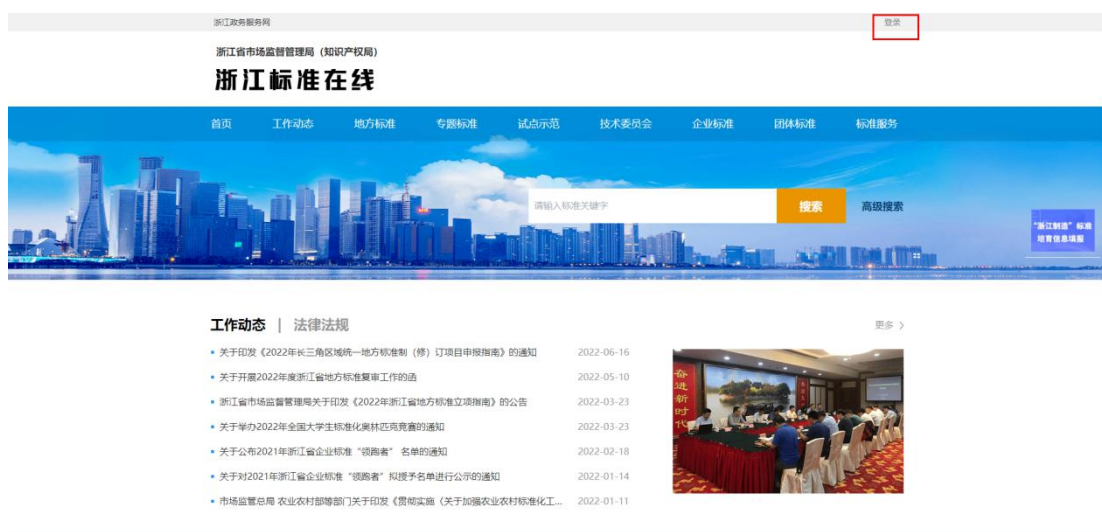 浙江政务服务网 登录
浙江省市场监督管理局（知识产权局）
浙江标准在线
首页 工作动态 地方标准 专题标准 试点示范 技术委员会 企业标准 团体标准 标准服务
请输入标准关键字 搜索 高级搜索
“浙江制造”标准
培育信息填报
工作动态 | 法律法规 更多 >
关于印发《2022年长三角区域统一地方标准制（修）订项目申报指南》的通知 2022-06-16
关于开展2022年度浙江省地方标准复审工作的函 2022-05-10
浙江省市场监督管理局关于印发《2022年浙江省地方标准立项指南》的公告 2022-03-23
关于举办2022年全国大学生标准化奥林匹克竞赛的通知 2022-03-23
关于公布2021年浙江省企业标准“领跑者” 名单的通知 2022-02-18
关于对2021年浙江省企业标准“领跑者”拟授予名单进行公示的通知 2022-01-14
市场监管总局 农业农村部等部门关于印发《贯彻实施〈关于加强农业农村标准化工... 2022-01-11
奋进新时代